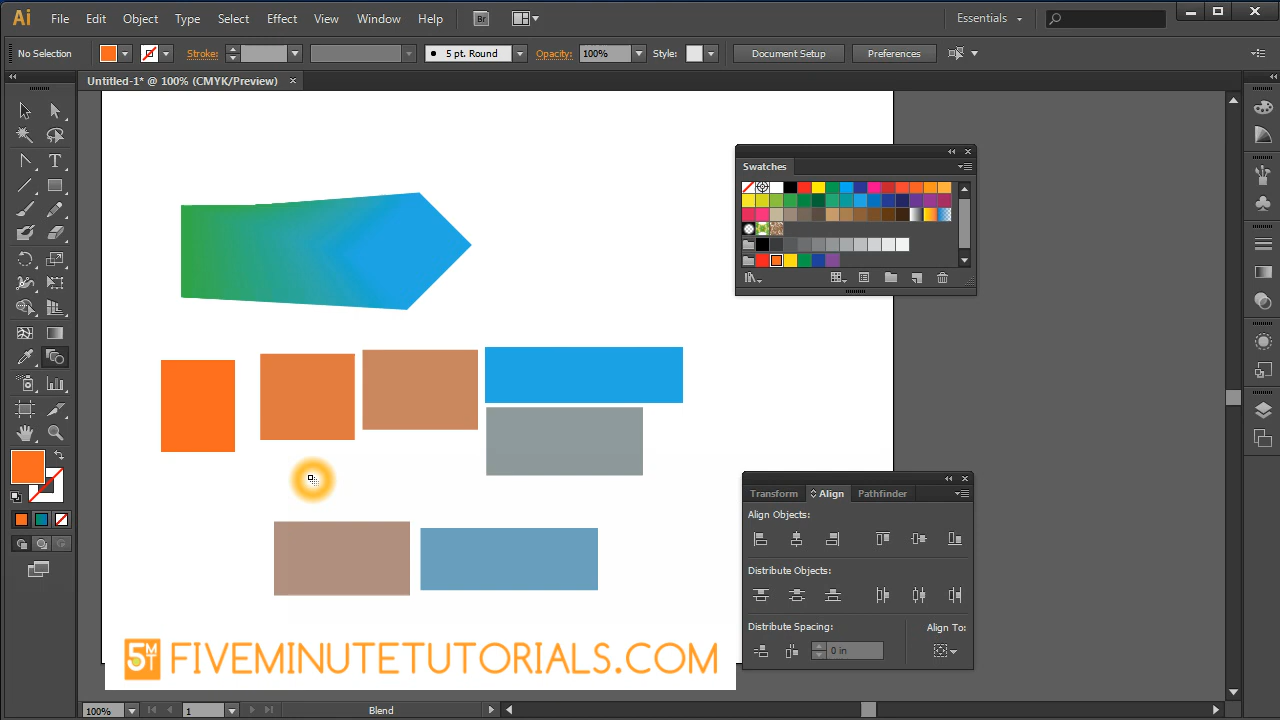 Ai File Edit Object Type Select Effect View Window Help Br Essentials
No Selection Stroke: 5 pt. Round Opacity: 100% Style: Document Setup Preferences
Untitled-1* @ 100% (CMYK/Preview)
Swatches
Transform Align Pathfinder
Align Objects:
Distribute Objects:
Distribute Spacing: Align To:
0 in
5MT FIVEMINUTETUTORIALS.COM
100% 1 Blend